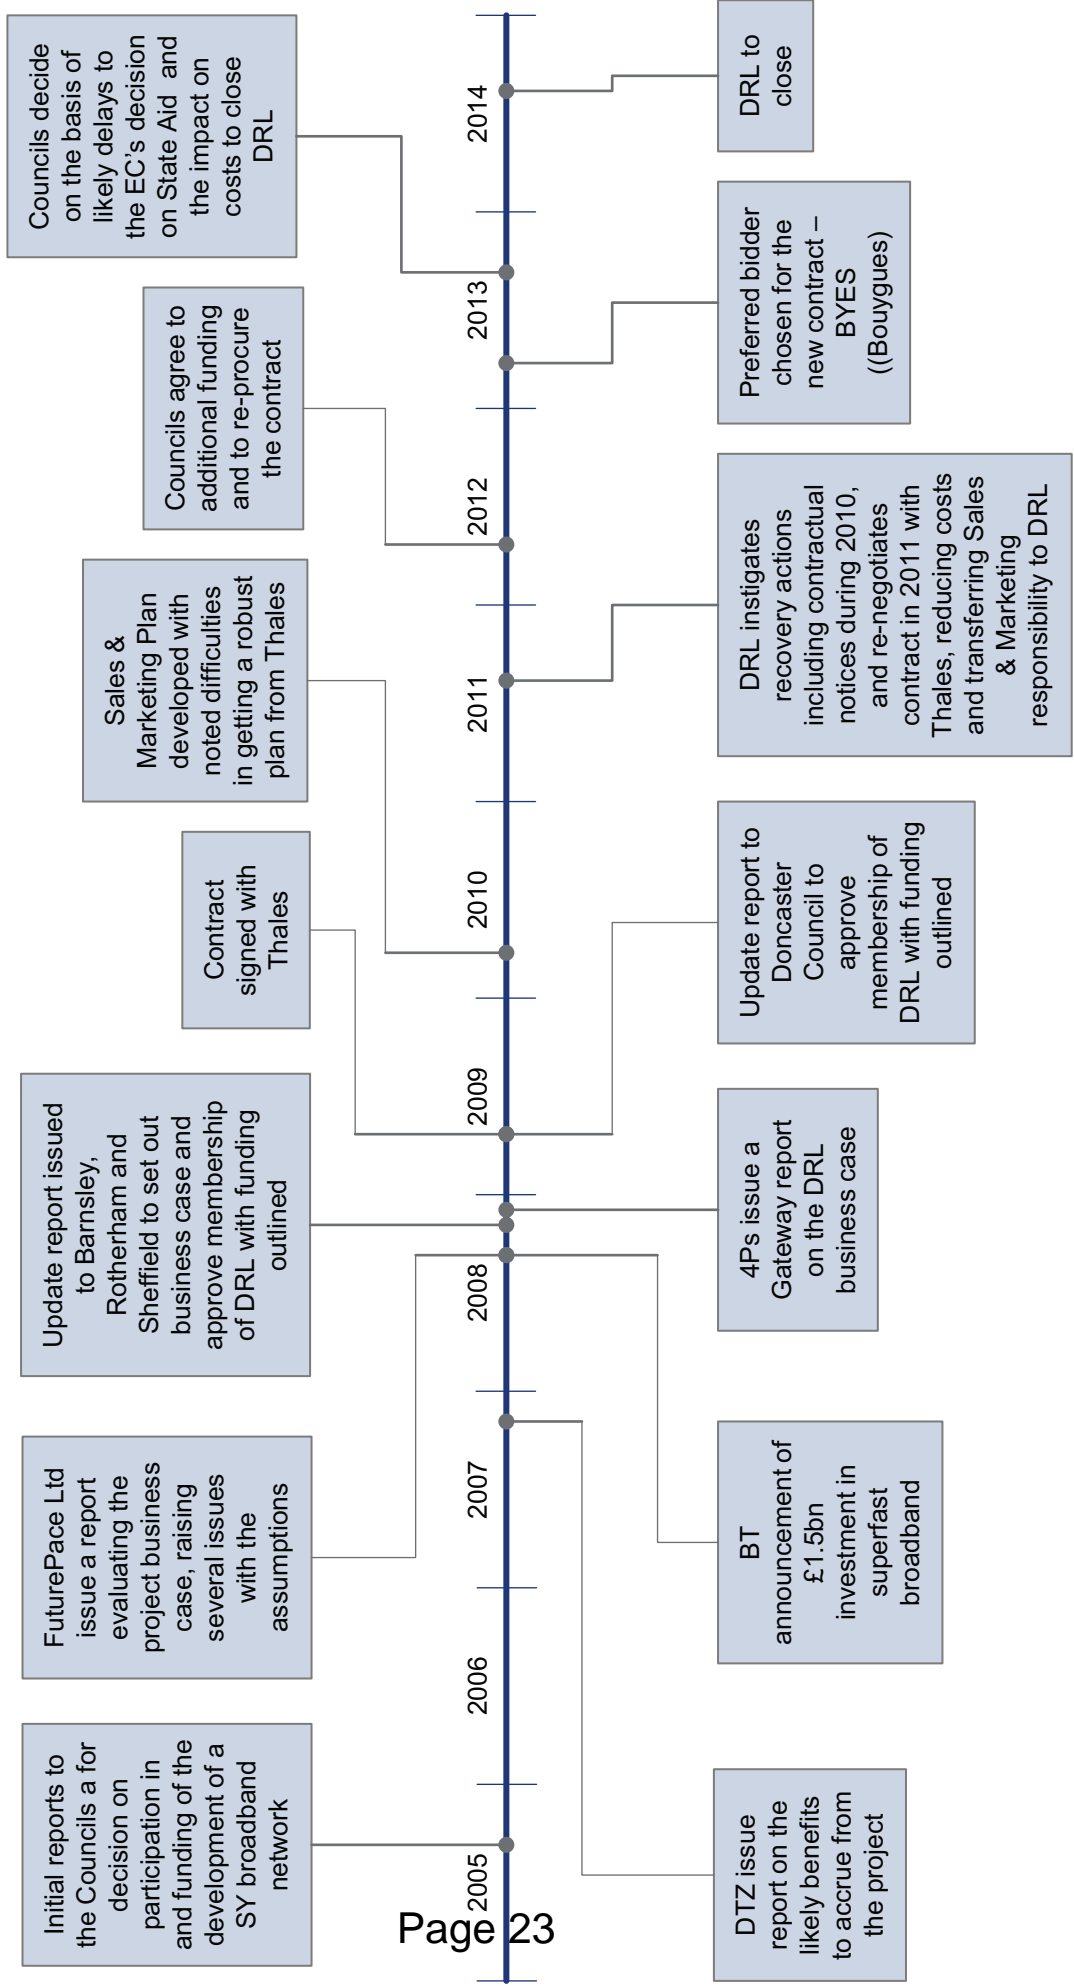 Initial reports to
the Councils a for
decision on
participation in
and funding of the
development of a
SY broadband
network
FuturePace Ltd
issue a report
evaluating the
project business
case, raising
several issues
with the
assumptions
Update report issued
to Barnsley,
Rotherham and
Sheffield to set out
business case and
approve membership
of DRL with funding
outlined
Contract
signed with
Thales
Sales &
Marketing Plan
developed with
noted difficulties
in getting a robust
plan from Thales
Councils agree to
additional funding
and to re-procure
the contract
Councils decide
on the basis of
likely delays to
the EC’s decision
on State Aid and
the impact on
costs to close
DRL
2005
2006
2007
2008
2009
2010
2011
2012
2013
2014
DTZ issue
report on the
likely benefits
to accrue from
the project
BT
announcement of
£1.5bn
investment in
superfast
broadband
4Ps issue a
Gateway report
on the DRL
business case
Update report to
Doncaster
Council to
approve
membership of
DRL with funding
outlined
DRL instigates
recovery actions
including contractual
notices during 2010,
and re-negotiates
contract in 2011 with
Thales, reducing costs
and transferring Sales
& Marketing
responsibility to DRL
Preferred bidder
chosen for the
new contract –
BYES
((Bouygues)
DRL to
close
Page 23